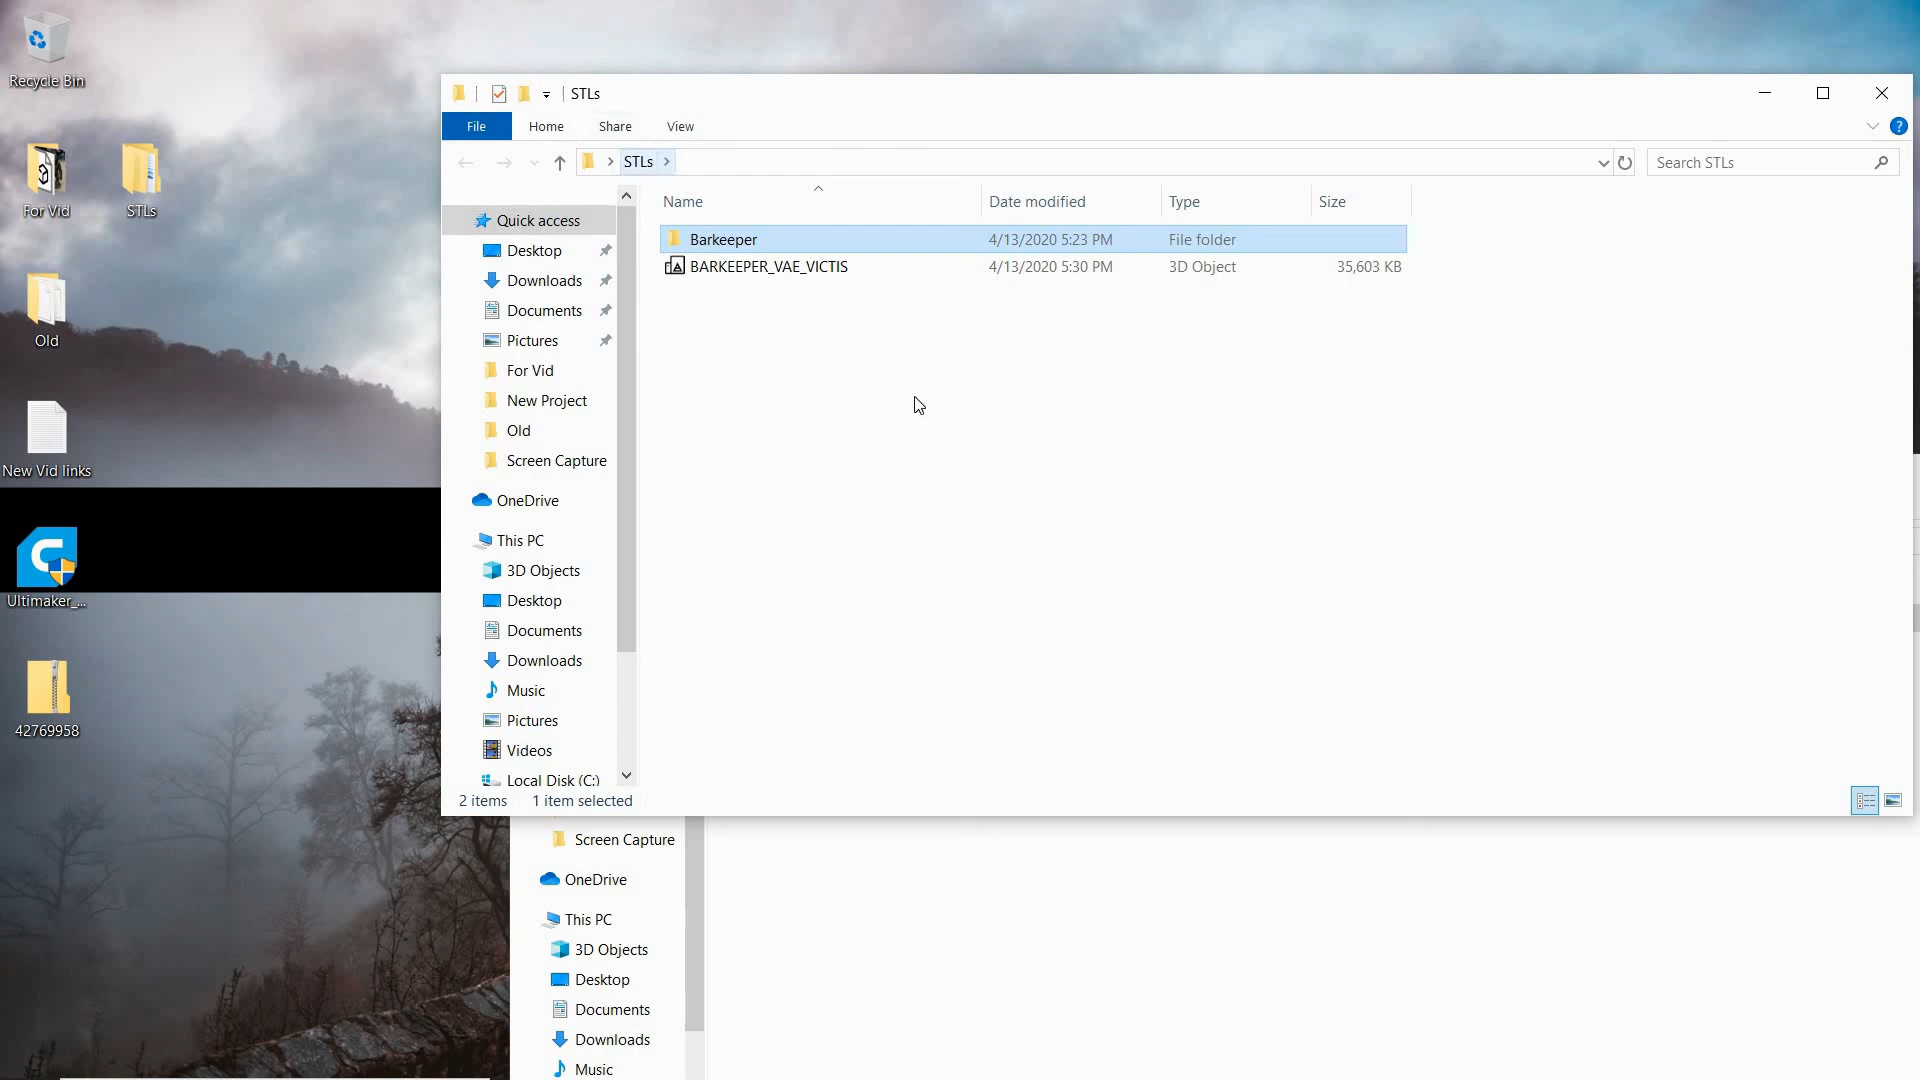 Recycle Bin
For Vid
STLs
Old
New Vid links
Ultimaker_...
42769958
STLs
File
Home
Share
View
?
STLs
Search STLs
Name
Date modified
Type
Size
Barkeeper
4/13/2020 5:23 PM
File folder
BARKEEPER_VAE_VICTIS
4/13/2020 5:30 PM
3D Object
35,603 KB
Quick access
Desktop
Downloads
Documents
Pictures
For Vid
New Project
Old
Screen Capture
OneDrive
This PC
3D Objects
Desktop
Documents
Downloads
Music
Pictures
Videos
Local Disk (C:)
2 items
1 item selected
Screen Capture
OneDrive
This PC
3D Objects
Desktop
Documents
Downloads
Music